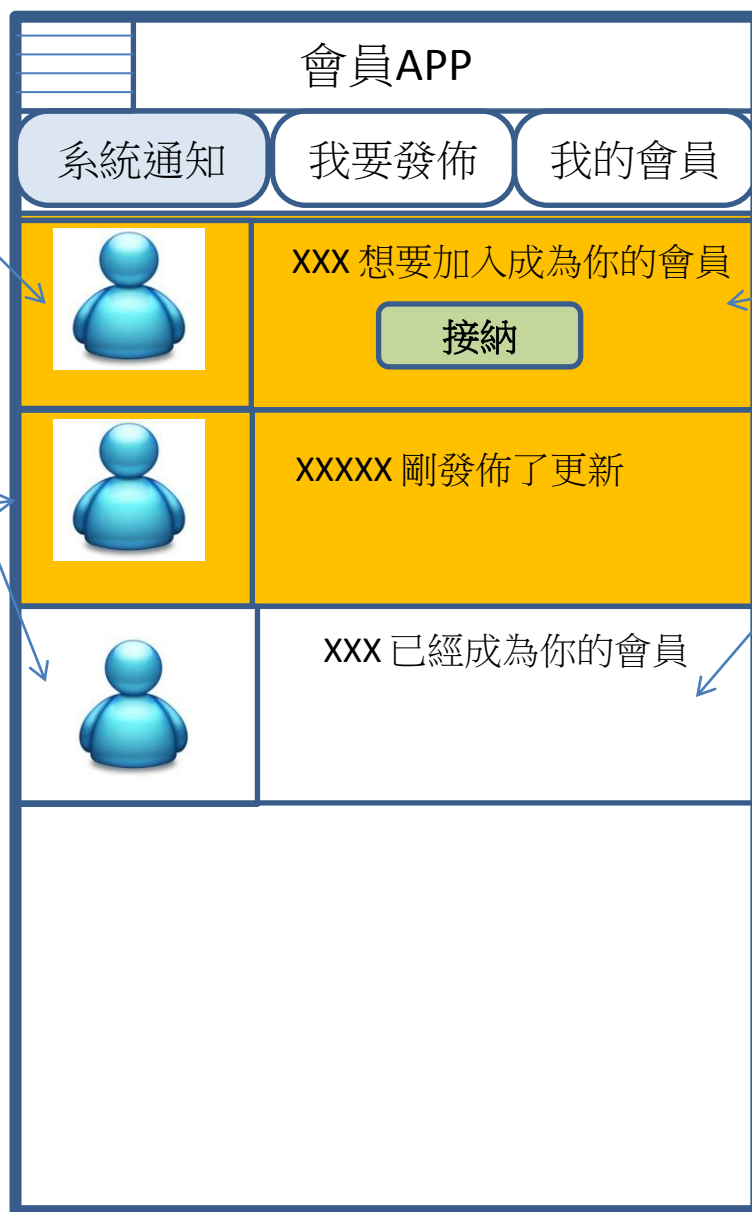 會員APP
系統通知
我要發佈
我的會員
XXX 想要加入成為你的會員
接納
XXXXX 剛發佈了更新
XXX 已經成為你的會員